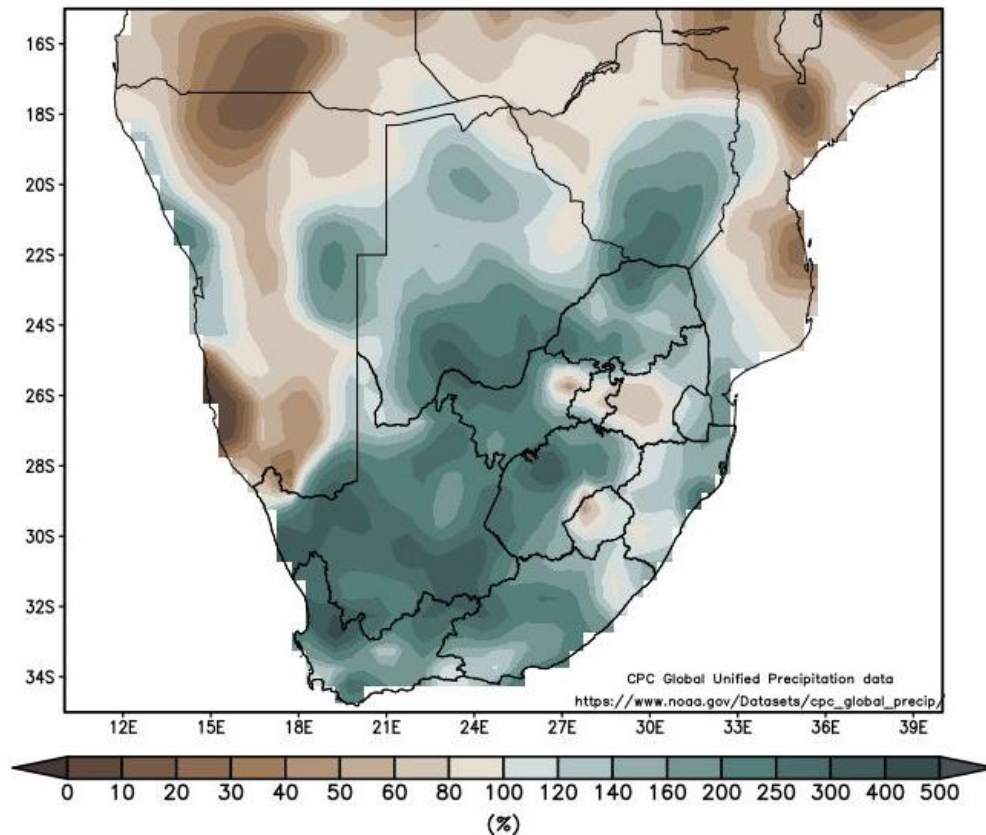 16S
18S
20S
22S
24S
26S
28S
30S
32S
34S
CPC Global Unified Precipitation data
https://www.noaa.gov/Datasets/cpc_global_precip/
12E 15E 18E 21E 24E 27E 30E 33E 36E 39E
0 10 20 30 40 50 60 80 100 120 140 160 200 250 300 400 500
(%)